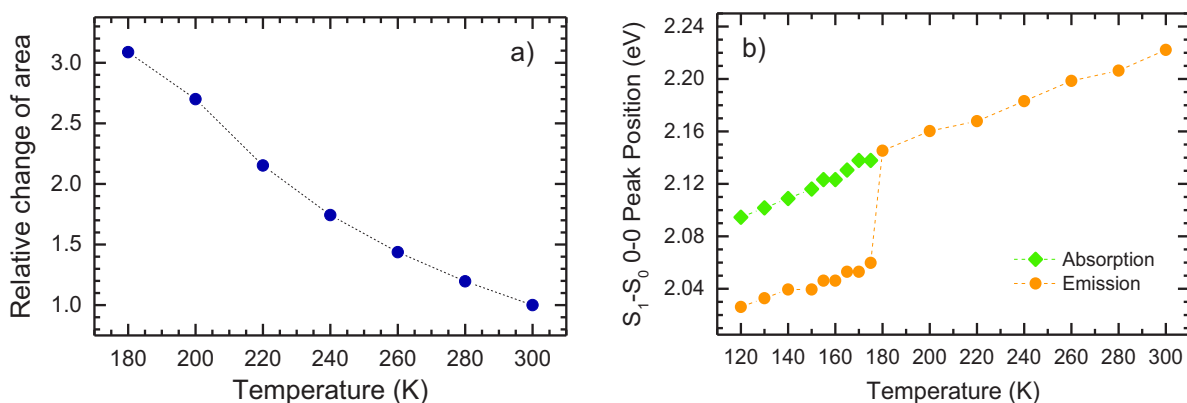 a)
Relative change of area
3.0
2.5
2.0
1.5
1.0
180 200 220 240 260 280 300
Temperature (K)
b)
S₁-S₀ 0-0 Peak Position (eV)
2.24
2.20
2.16
2.12
2.08
2.04
Absorption
Emission
120 140 160 180 200 220 240 260 280 300
Temperature (K)